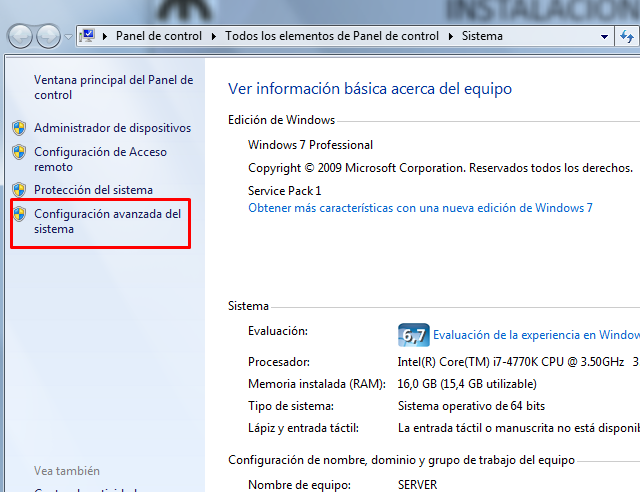 INSTALACION
Panel de control
Todos los elementos de Panel de control
Sistema
Ventana principal del Panel de
control
Administrador de dispositivos
Configuración de Acceso
remoto
Protección del sistema
Configuración avanzada del
sistema
Vea también
Ver información básica acerca del equipo
Edición de Windows
Windows 7 Professional
Copyright © 2009 Microsoft Corporation. Reservados todos los derechos.
Service Pack 1
Obtener más características con una nueva edición de Windows 7
Sistema
Evaluación:
6,7 Evaluación de la experiencia en Window
Procesador:
Intel(R) Core(TM) i7-4770K CPU @ 3.50GHz 3
Memoria instalada (RAM):
16,0 GB (15,4 GB utilizable)
Tipo de sistema:
Sistema operativo de 64 bits
Lápiz y entrada táctil:
La entrada táctil o manuscrita no está disponib
Configuración de nombre, dominio y grupo de trabajo del equipo
Nombre de equipo:
SERVER